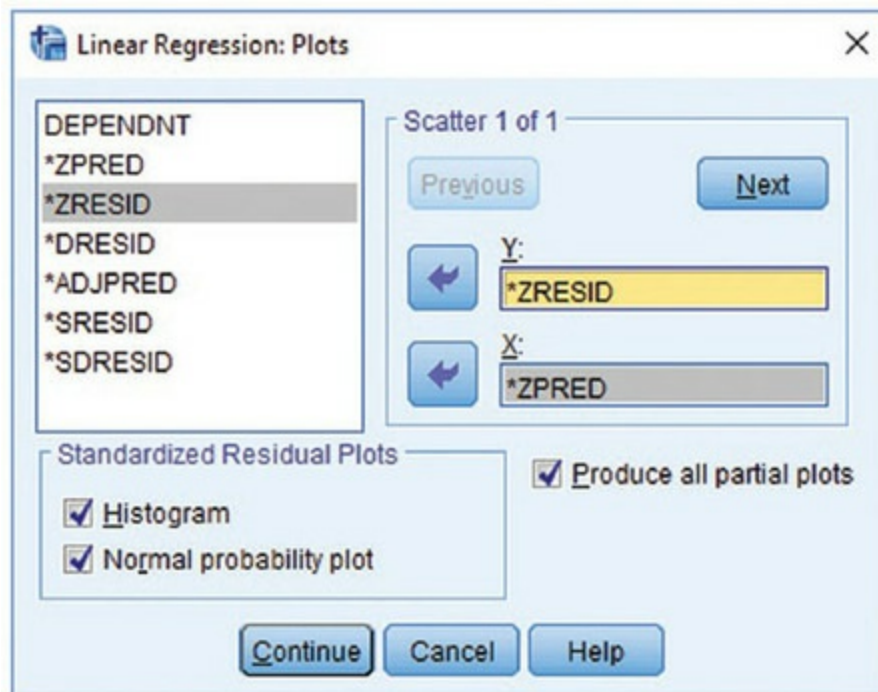 Linear Regression: Plots
DEPENDNT
*ZPRED
*ZRESID
*DRESID
*ADJPRED
*SRESID
*SDRESID
Scatter 1 of 1
Previous
Next
Y:
*ZRESID
X:
*ZPRED
Standardized Residual Plots
Histogram
Normal probability plot
Produce all partial plots
Continue
Cancel
Help